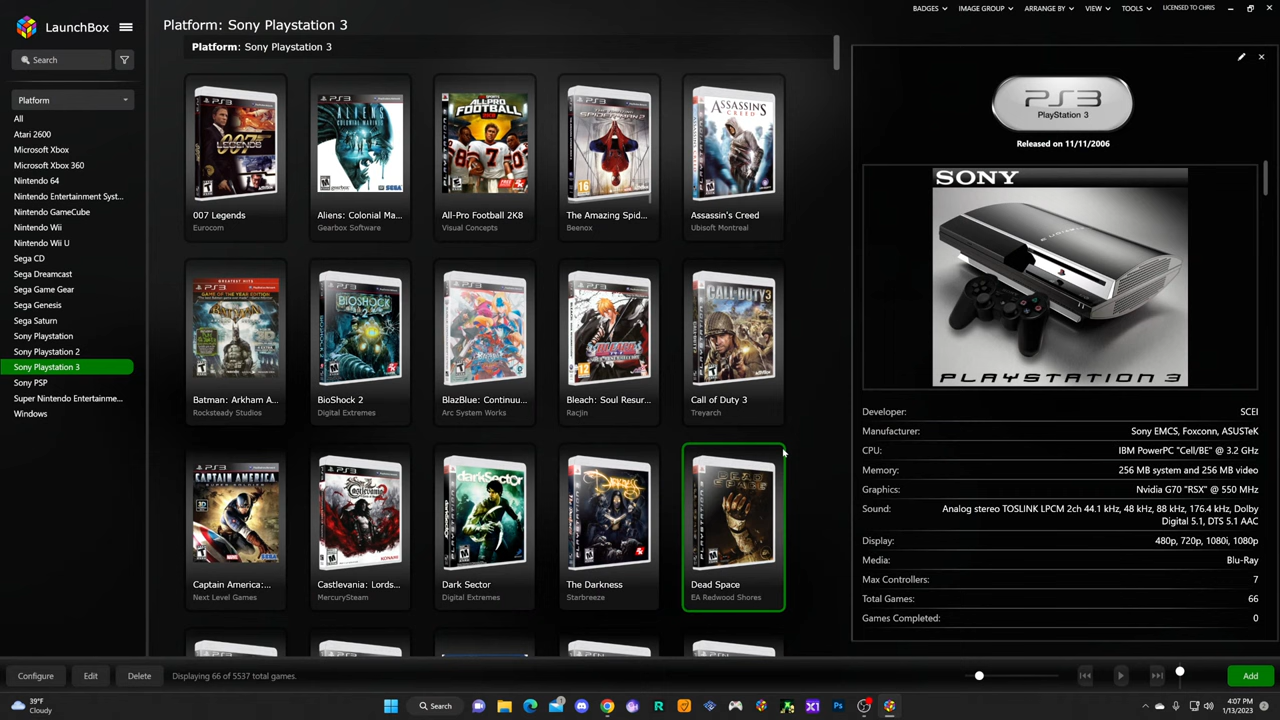 LaunchBox
Platform: Sony Playstation 3
BADGES
IMAGE GROUP
ARRANGE BY
VIEW
TOOLS
LICENSED TO CHRIS
Search
Platform
All
Atari 2600
Microsoft Xbox
Microsoft Xbox 360
Nintendo 64
Nintendo Entertainment Syst...
Nintendo GameCube
Nintendo Wii
Nintendo Wii U
Sega CD
Sega Dreamcast
Sega Game Gear
Sega Genesis
Sega Saturn
Sony Playstation
Sony Playstation 2
Sony Playstation 3
Sony PSP
Super Nintendo Entertainme...
Windows
Platform: Sony Playstation 3
007 Legends
Eurocom
Aliens: Colonial Ma...
Gearbox Software
All-Pro Football 2K8
Visual Concepts
The Amazing Spid...
Beenox
Assassin's Creed
Ubisoft Montreal
Batman: Arkham A...
Rocksteady Studios
BioShock 2
Digital Extremes
BlazBlue: Continuu...
Arc System Works
Bleach: Soul Resur...
Racjin
Call of Duty 3
Treyarch
Captain America:...
Next Level Games
Castlevania: Lords...
MercurySteam
Dark Sector
Digital Extremes
The Darkness
Starbreeze
Dead Space
EA Redwood Shores
PS3
PlayStation 3
Released on 11/11/2006
SONY
PLAYSTATION 3
Developer: SCEI
Manufacturer: Sony EMCS, Foxconn, ASUSTeK
CPU: IBM PowerPC "Cell/BE" @ 3.2 GHz
Memory: 256 MB system and 256 MB video
Graphics: Nvidia G70 "RSX" @ 550 MHz
Sound: Analog stereo TOSLINK LPCM 2ch 44.1 kHz, 48 kHz, 88 kHz, 176.4 kHz, Dolby
Digital 5.1, DTS 5.1 AAC
Display: 480p, 720p, 1080i, 1080p
Media: Blu-Ray
Max Controllers: 7
Total Games: 66
Games Completed: 0
Configure
Edit
Delete
Displaying 66 of 5537 total games.
Add
39°F
Cloudy
Search
4:07 PM
1/13/2023